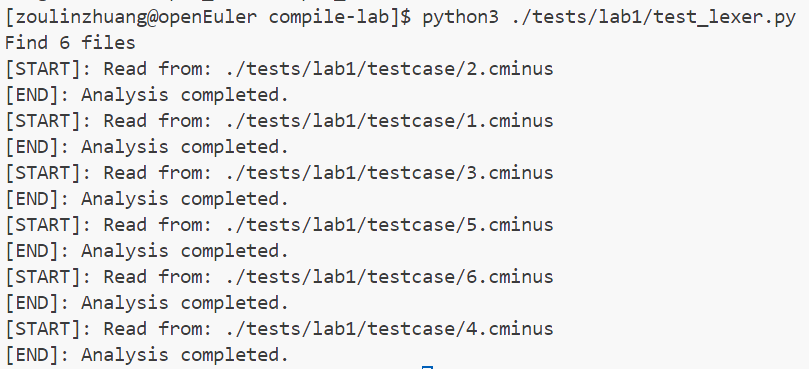 [zoulinzhuang@openEuler compile-lab]$ python3 ./tests/lab1/test_lexer.py
Find 6 files
[START]: Read from: ./tests/lab1/testcase/2.cminus
[END]: Analysis completed.
[START]: Read from: ./tests/lab1/testcase/1.cminus
[END]: Analysis completed.
[START]: Read from: ./tests/lab1/testcase/3.cminus
[END]: Analysis completed.
[START]: Read from: ./tests/lab1/testcase/5.cminus
[END]: Analysis completed.
[START]: Read from: ./tests/lab1/testcase/6.cminus
[END]: Analysis completed.
[START]: Read from: ./tests/lab1/testcase/4.cminus
[END]: Analysis completed.